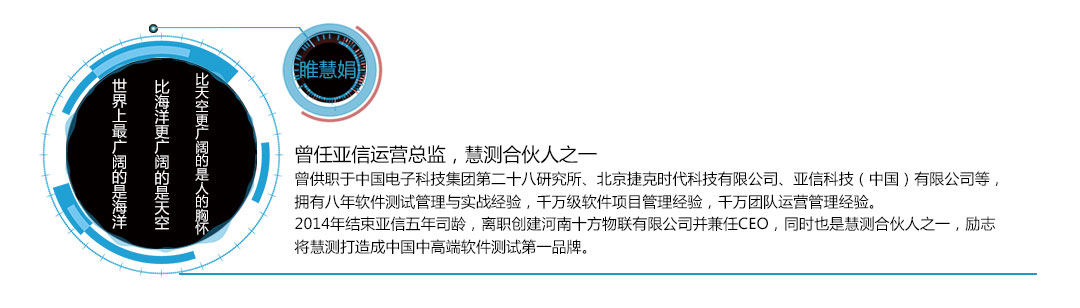 睢慧娟
世界上最广阔的是海洋
比海洋更广阔的是天空
比天空更广阔的是人的胸怀
曾任亚信运营总监，慧测合伙人之一
曾供职于中国电子科技集团第二十八研究所、北京捷克时代科技有限公司、亚信科技（中国）有限公司等，
拥有八年软件测试管理与实战经验，千万级软件项目管理经验，千万团队运营管理经验。
2014年结束亚信五年司龄，离职创建河南十方物联有限公司并兼任CEO，同时也是慧测合伙人之一，励志
将慧测打造成中国中高端软件测试第一品牌。